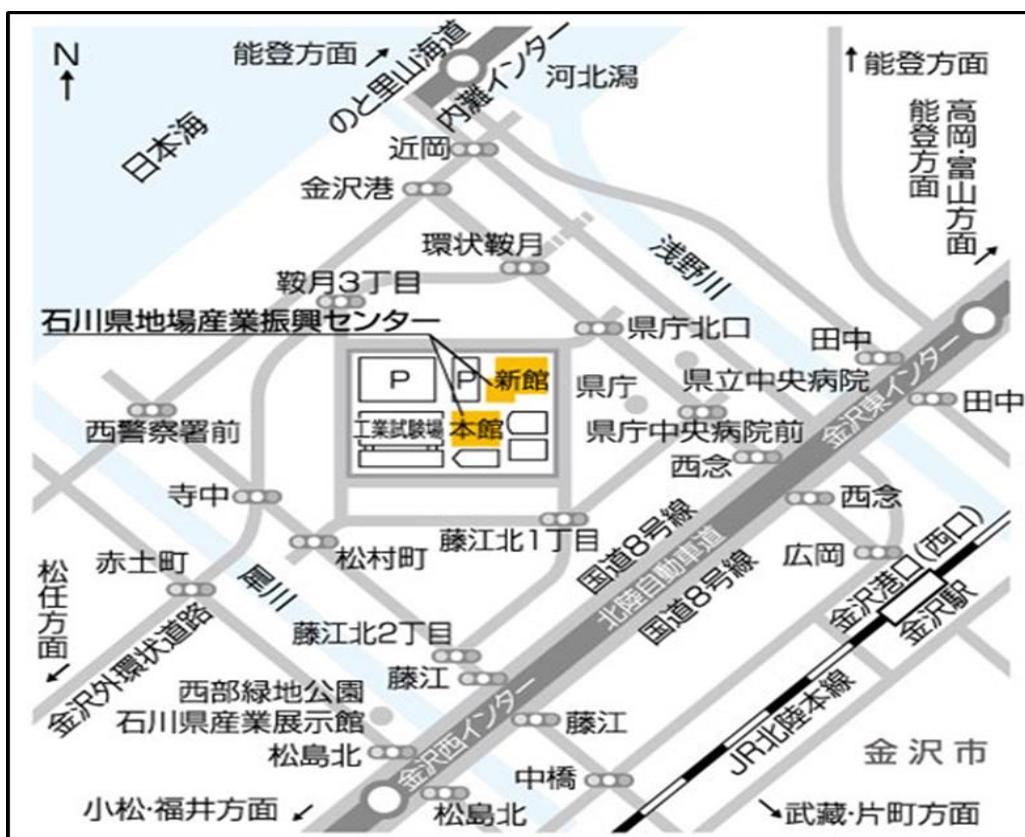 N
能登方面
のと里山海道
内灘インター
河北潟
能登方面
高岡・富山方面
能登方面
日本海
近岡
金沢港
環状鞍月
浅野川
鞍月3丁目
石川県地場産業振興センター
県庁北口
田中
P
P
新館
県庁
県立中央病院
金沢東インター
田中
西警察署前
工業試験場
本館
県庁中央病院前
西念
西念
寺中
松村町
藤江北1丁目
国道8号線
北陸自動車道
国道8号線
広岡
金沢港口(西口)
金沢駅
松任方面
赤土町
犀川
金沢外環状道路
藤江北2丁目
藤江
西部緑地公園
石川県産業展示館
金沢西インター
藤江
JR北陸本線
金沢市
松島北
中橋
小松・福井方面
松島北
武藏・片町方面